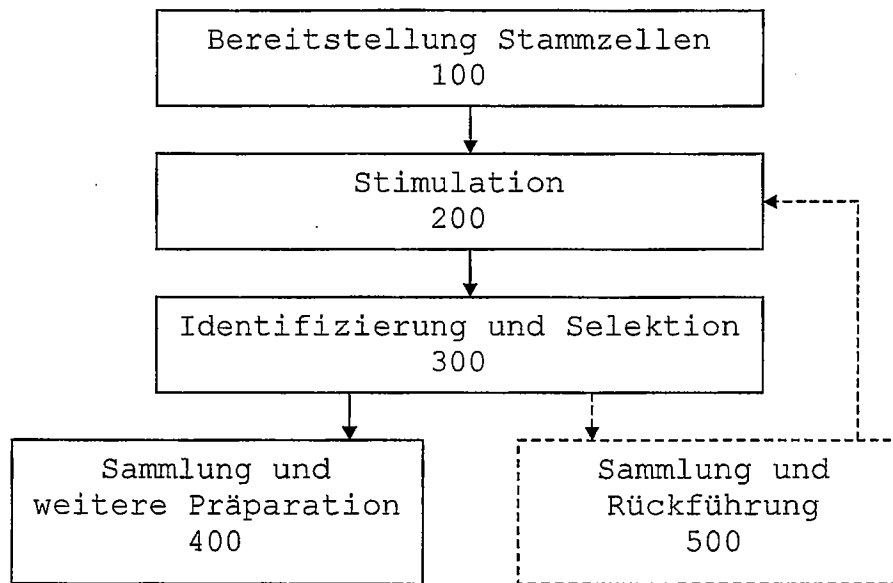 Bereitstellung Stammzellen
100
Stimulation
200
Identifizierung und Selektion
300
Sammlung und
weitere Präparation
400
Sammlung und
Rückführung
500